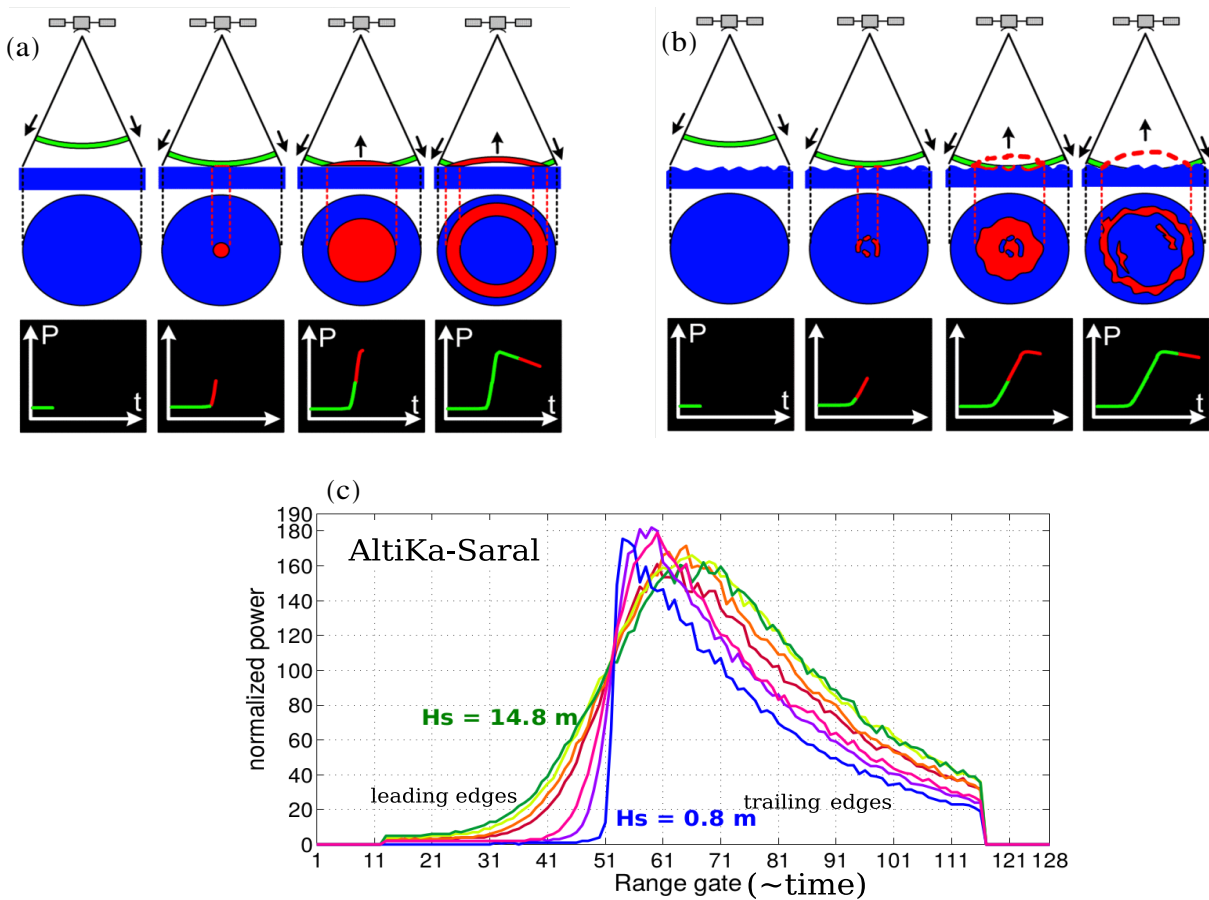 (a)
P
t
P
t
(b)
P
t
P
t
(c)
AltiKa-Saral
normalized power
190
180
160
140
120
100
80
60
40
20
0
Hs = 14.8 m
leading edges
Hs = 0.8 m
trailing edges
1 11 21 31 41 51 61 71 81 91 101 111 121 128
Range gate (~time)